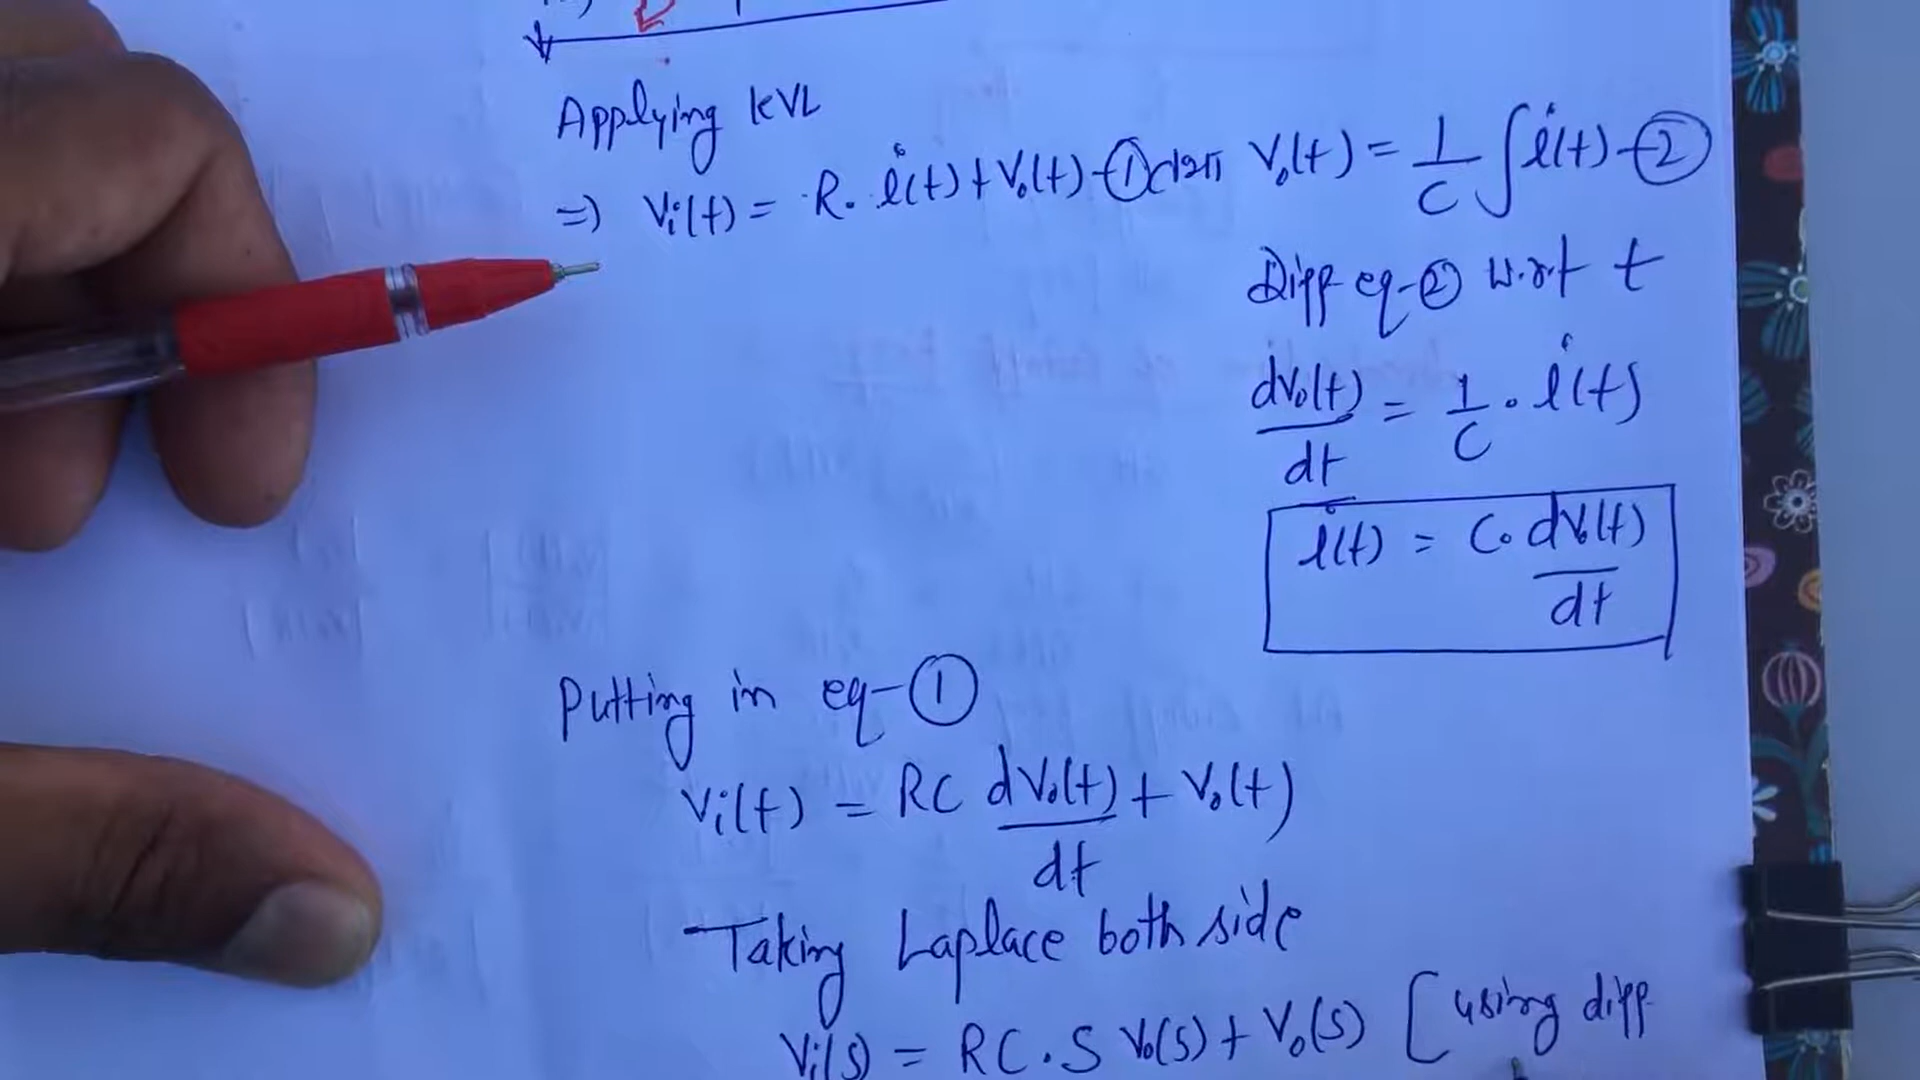 Applying KVL
⇒ Vi(t) = R. i(t) + Vo(t) -① जहाँ Vo(t) = 1/C ∫i(t) -②
Diff eq-② w.r.t t
dVo(t)/dt = 1/C . i(t)
i(t) = C. dVo(t)/dt
Putting in eq-①
Vi(t) = RC dVo(t)/dt + Vo(t)
Taking Laplace both side
Vi(s) = RC.S Vo(s) + Vo(s) [using diff